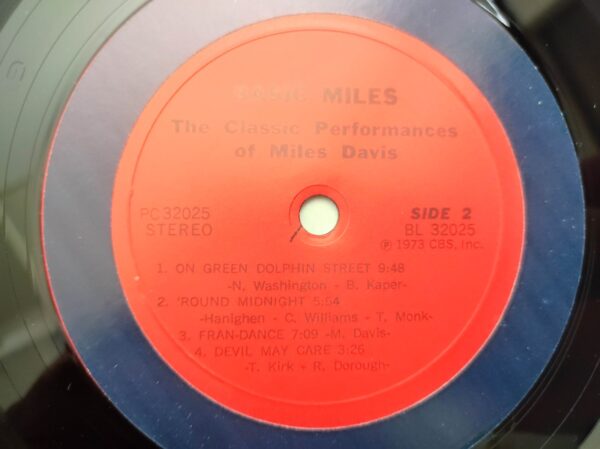 BASIC MILES
The Classic Performances
of Miles Davis
PC 32025
STEREO
SIDE 2
BL 32025
℗ 1973 CBS, Inc.
1. ON GREEN DOLPHIN STREET 9:48
-N. Washington - B. Kaper-
2. 'ROUND MIDNIGHT 5:54
-Hanighen - C. Williams - T. Monk-
3. FRAN-DANCE 7:09 -M. Davis-
4. DEVIL MAY CARE 3:26
-T. Kirk - R. Dorough-